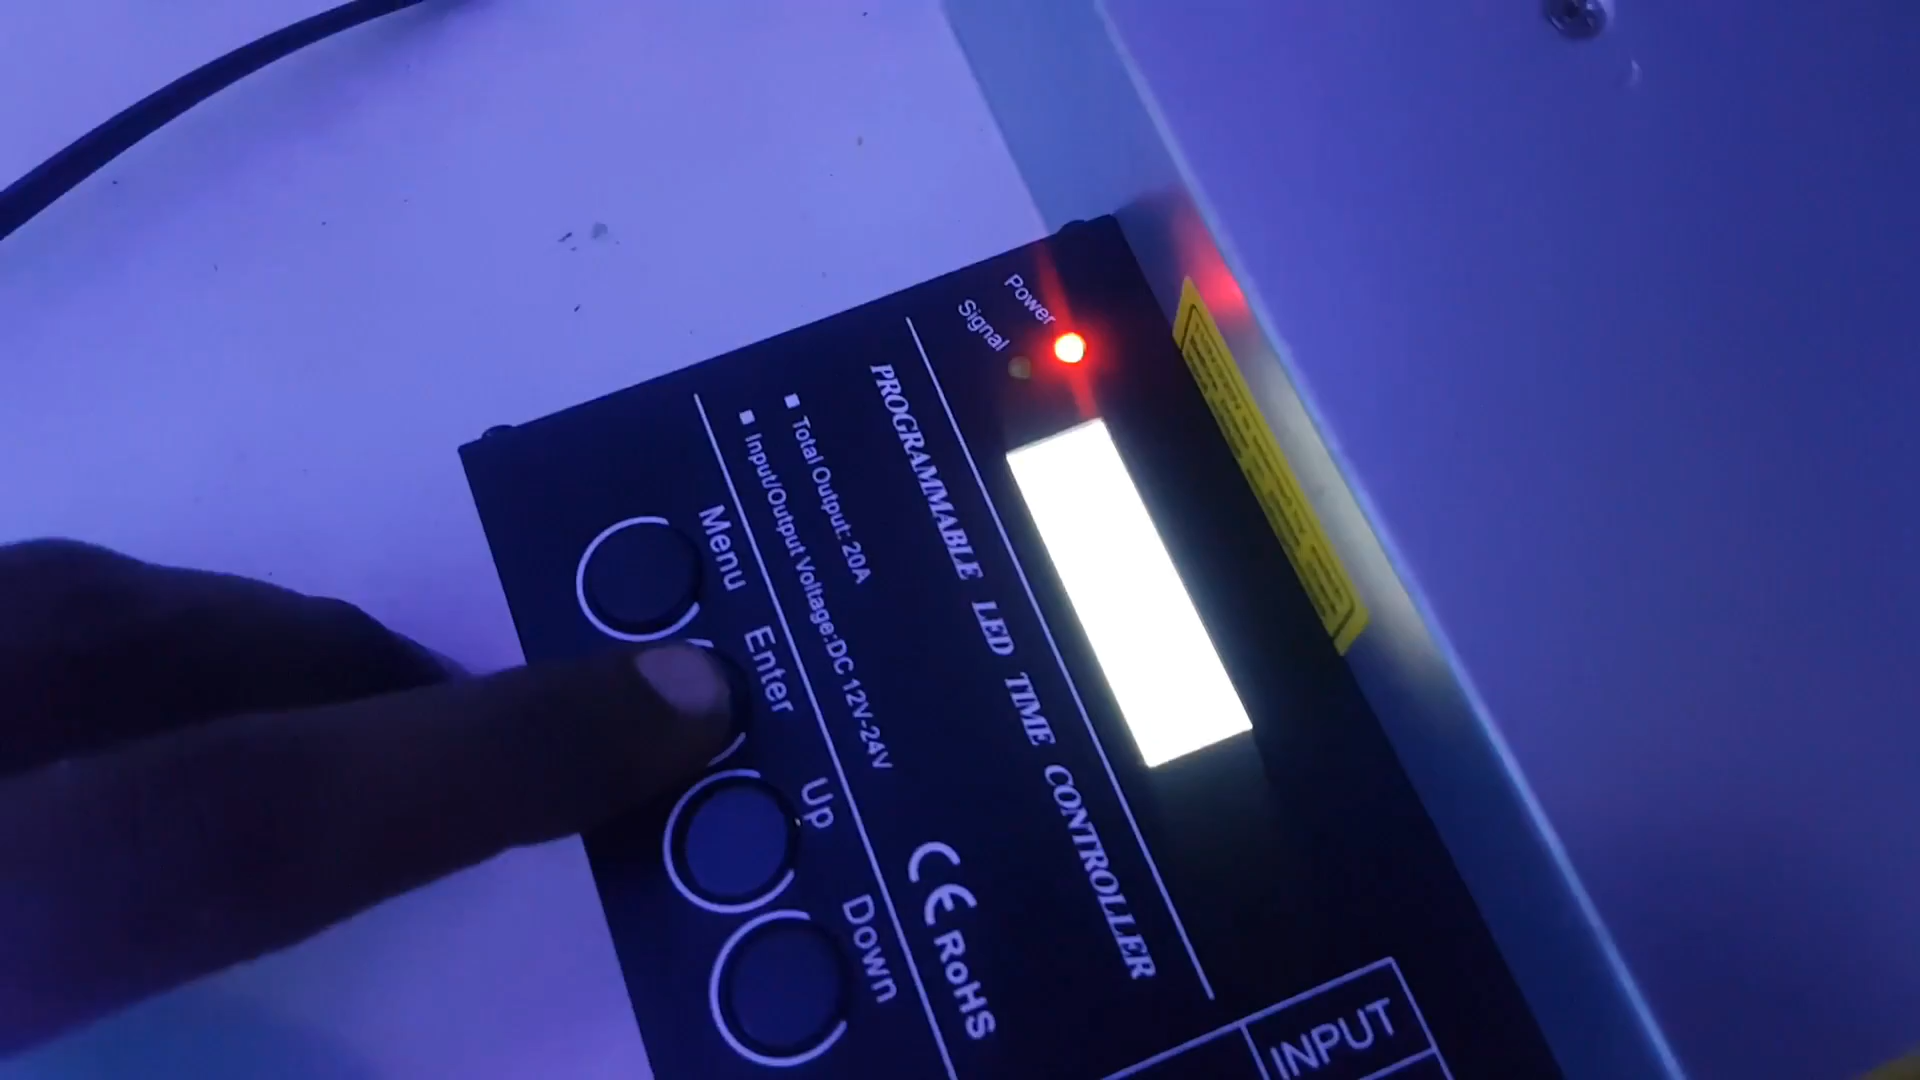 Power
Signal
PROGRAMMABLE LED TIME CONTROLLER
■ Total Output: 20A
■ Input/Output Voltage:DC 12V-24V
CE RoHS
Menu
Enter
Up
Down
INPUT